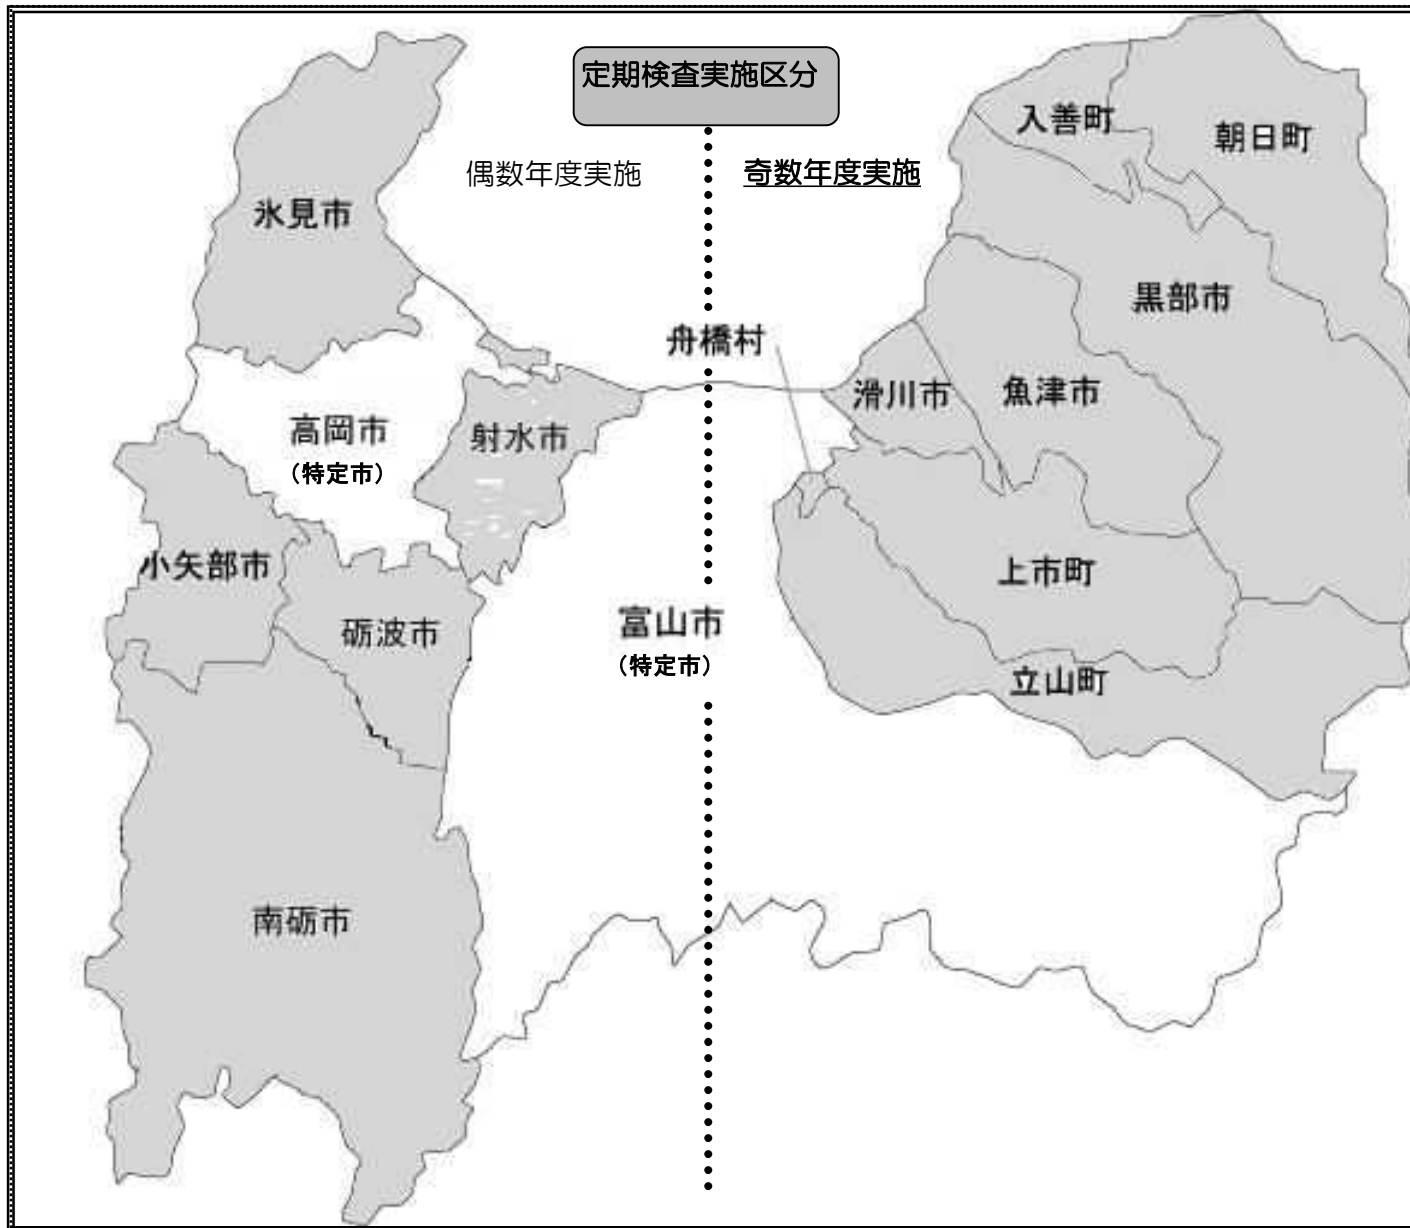 定期検査実施区分
偶数年度実施
奇数年度実施
入善町
朝日町
氷見市
黒部市
舟橋村
滑川市
魚津市
高岡市
(特定市)
射水市
小矢部市
上市町
砺波市
富山市
(特定市)
立山町
南砺市